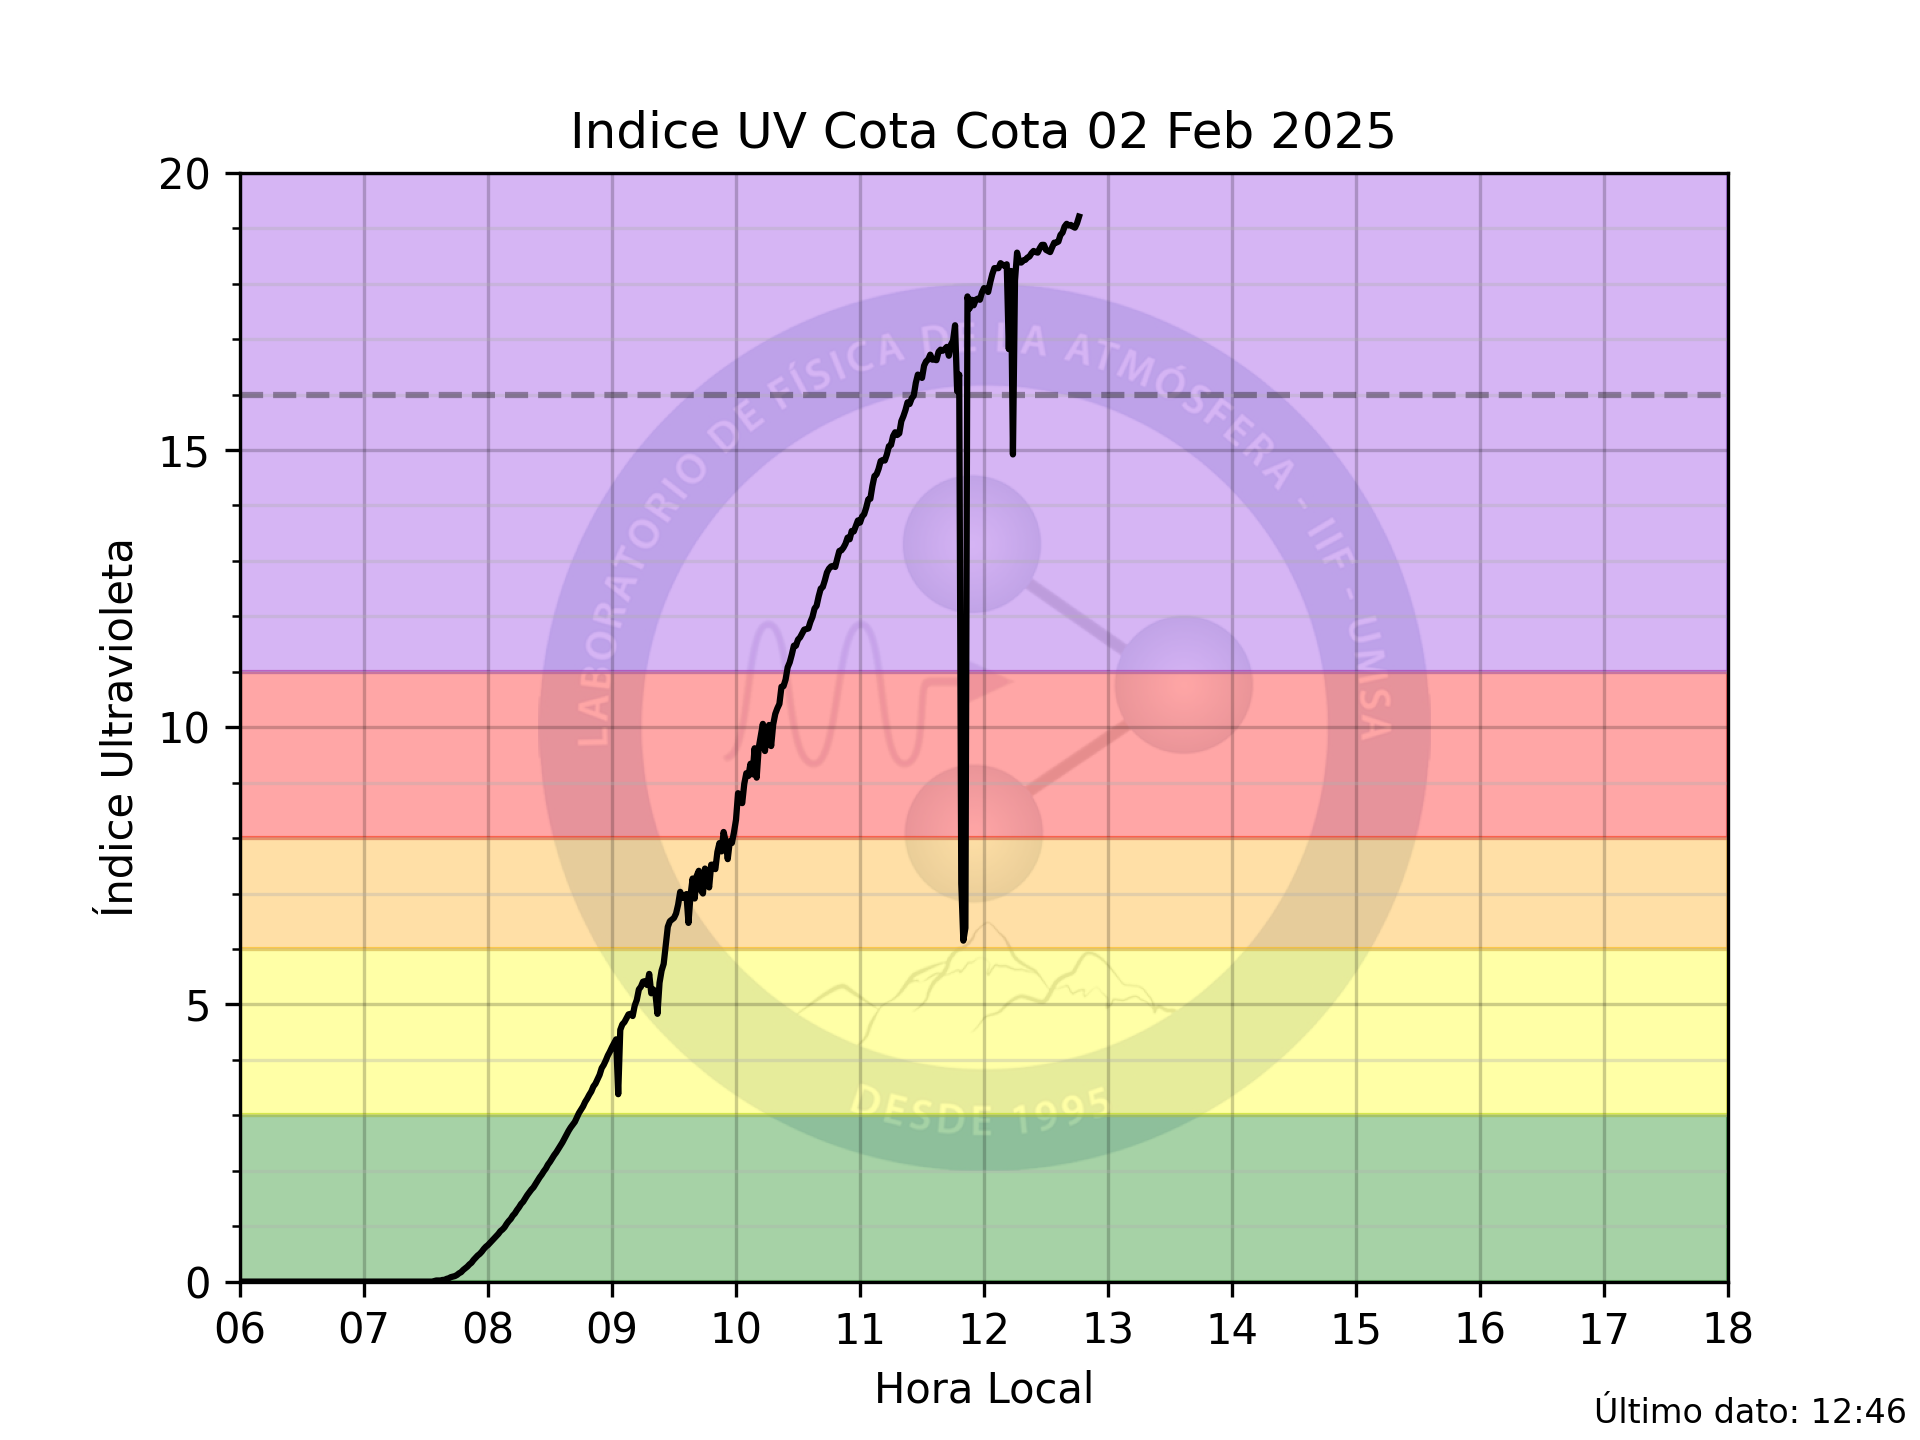 Indice UV Cota Cota 02 Feb 2025
20
15
10
5
0
Índice Ultravioleta
LABORATORIO DE FÍSICA DE LA ATMÓSFERA - IIF - UMSA
DESDE 1995
06 07 08 09 10 11 12 13 14 15 16 17 18
Hora Local
Último dato: 12:46